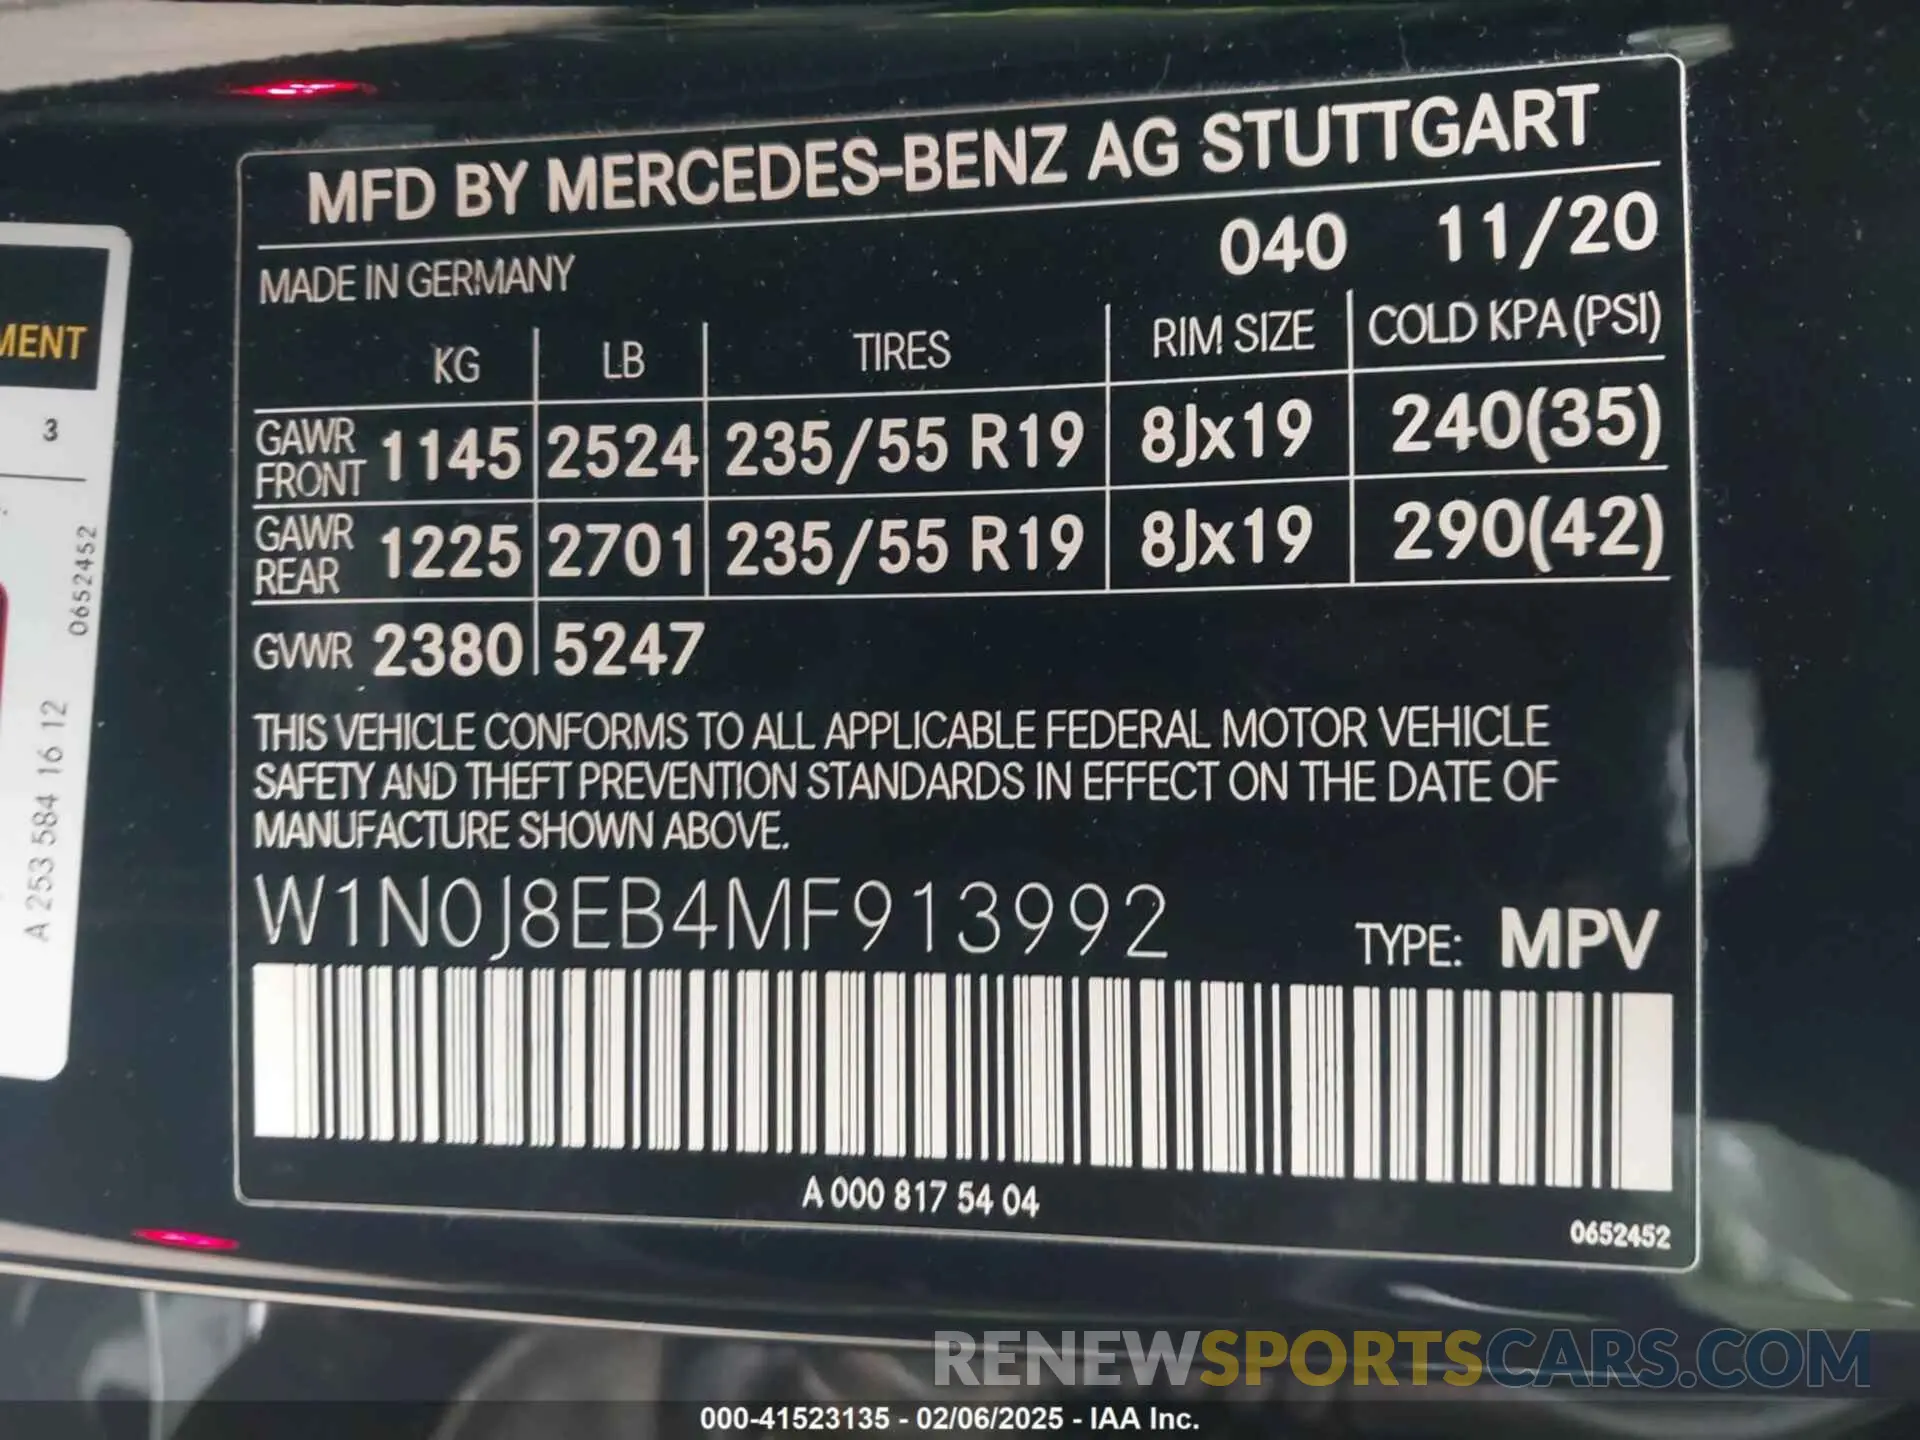 MFD BY MERCEDES-BENZ AG STUTTGART
MADE IN GERMANY 040 11/20
KG LB TIRES RIM SIZE COLD KPA (PSI)
GAWR FRONT 1145 2524 235/55 R19 8Jx19 240(35)
GAWR REAR 1225 2701 235/55 R19 8Jx19 290(42)
GVWR 2380 5247
THIS VEHICLE CONFORMS TO ALL APPLICABLE FEDERAL MOTOR VEHICLE
SAFETY AND THEFT PREVENTION STANDARDS IN EFFECT ON THE DATE OF
MANUFACTURE SHOWN ABOVE.
W1N0J8EB4MF913992 TYPE: MPV
A 000 817 54 04
0652452
MENT
3
A 253 584 16 12 0652452
RENEWSPORTSCARS.COM
000-41523135 - 02/06/2025 - IAA Inc.